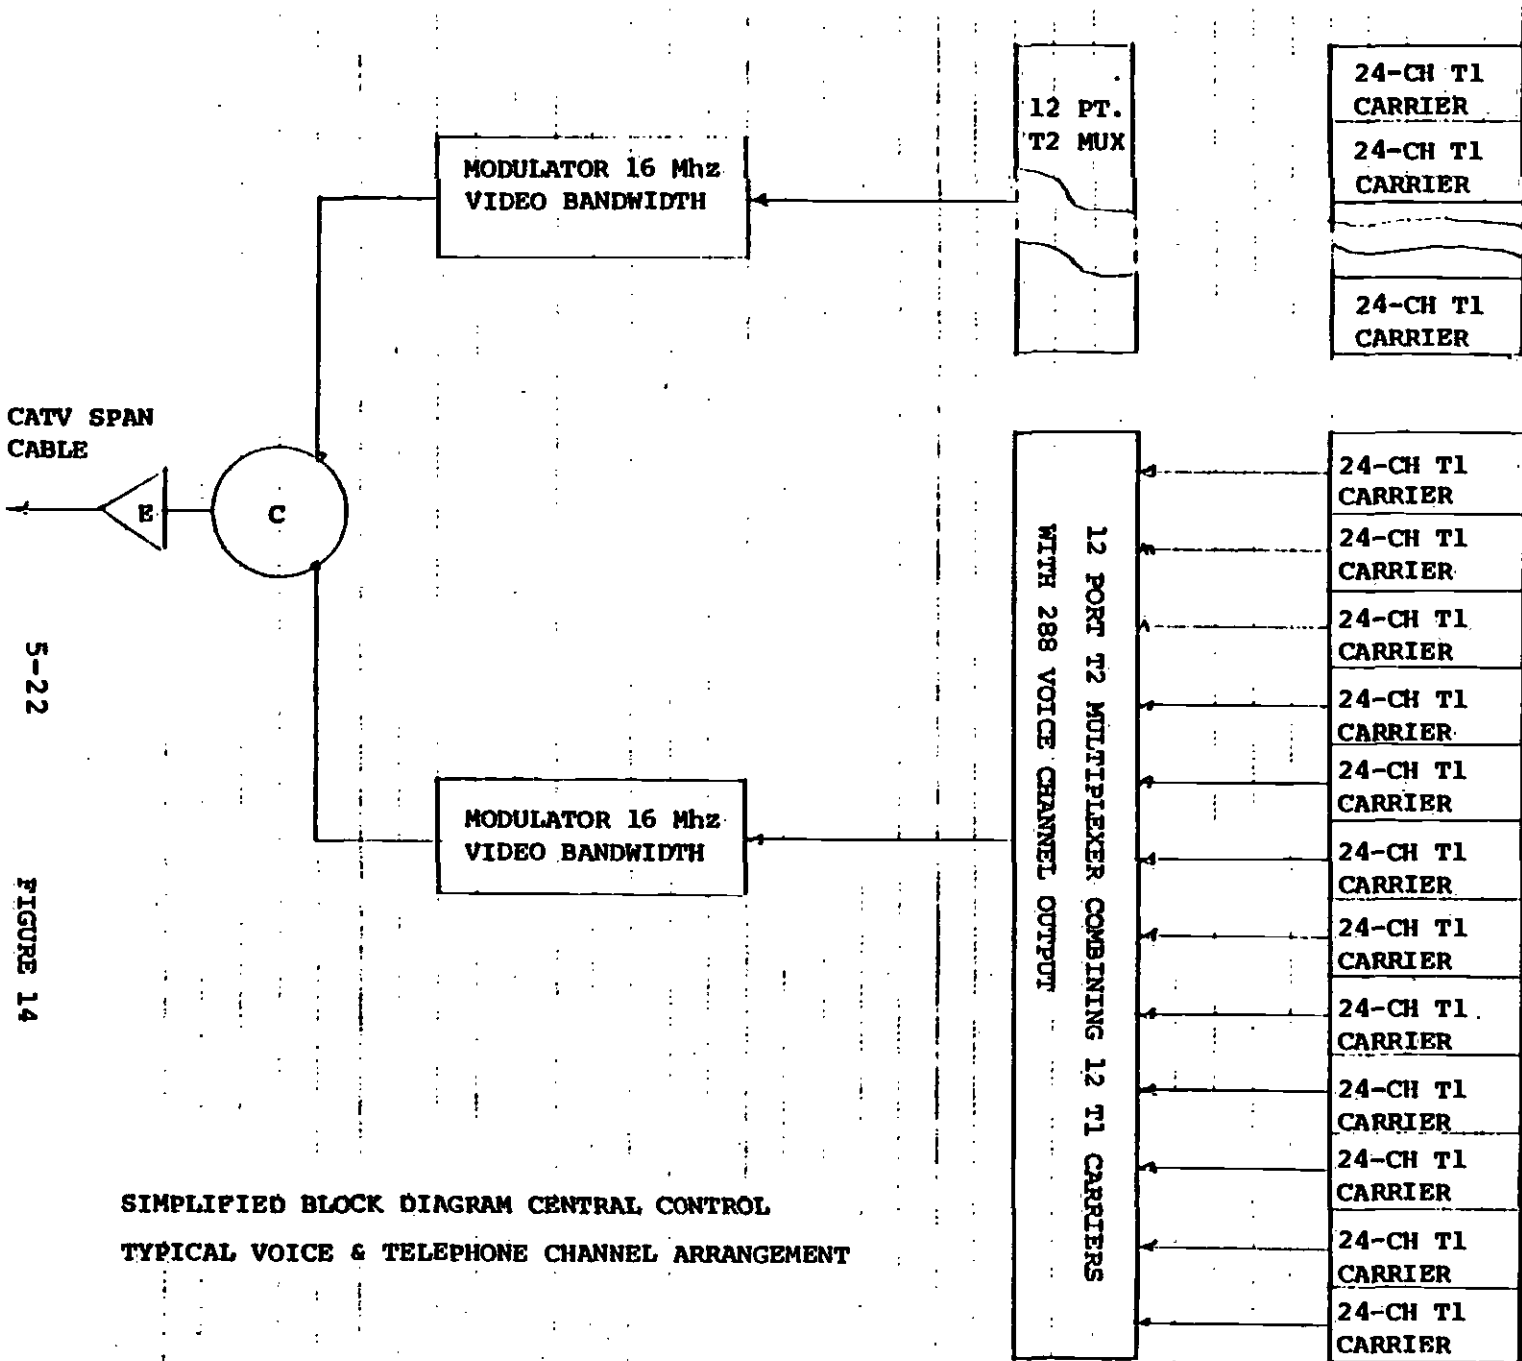 24-CH T1
CARRIER
24-CH T1
CARRIER
24-CH T1
CARRIER
12 PT.
T2 MUX
MODULATOR 16 Mhz
VIDEO BANDWIDTH
CATV SPAN
CABLE
E
C
MODULATOR 16 Mhz
VIDEO BANDWIDTH
12 PORT T2 MULTIPLEXER COMBINING 12 T1 CARRIERS
WITH 288 VOICE CHANNEL OUTPUT
24-CH T1
CARRIER
24-CH T1
CARRIER
24-CH T1
CARRIER
24-CH T1
CARRIER
24-CH T1
CARRIER
24-CH T1
CARRIER
24-CH T1
CARRIER
24-CH T1
CARRIER
24-CH T1
CARRIER
24-CH T1
CARRIER
24-CH T1
CARRIER
24-CH T1
CARRIER
SIMPLIFIED BLOCK DIAGRAM CENTRAL CONTROL
TYPICAL VOICE & TELEPHONE CHANNEL ARRANGEMENT
5-22
FIGURE 14